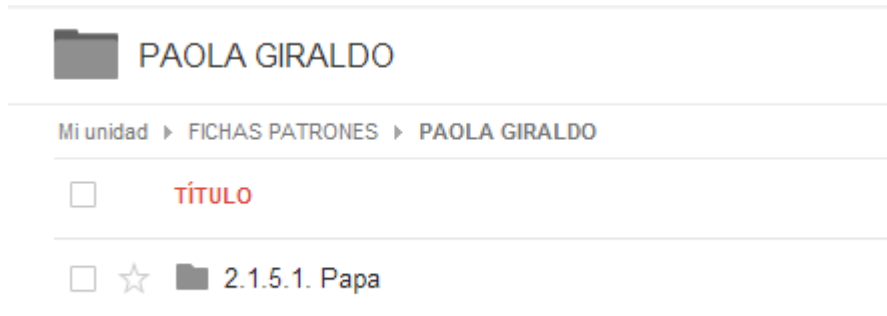 PAOLA GIRALDO
Mi unidad FICHAS PATRONES PAOLA GIRALDO
TÍTULO
2.1.5.1. Papa